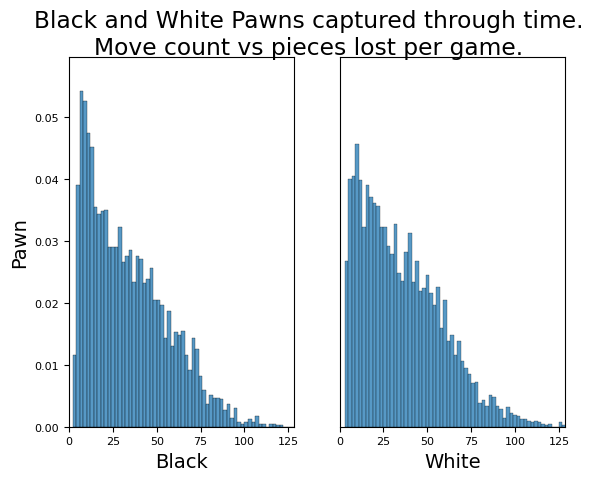 Black and White Pawns captured through time.
Move count vs pieces lost per game.
Pawn
0.05
0.04
0.03
0.02
0.01
0.00
0 25 50 75 100 125
Black
0 25 50 75 100 125
White